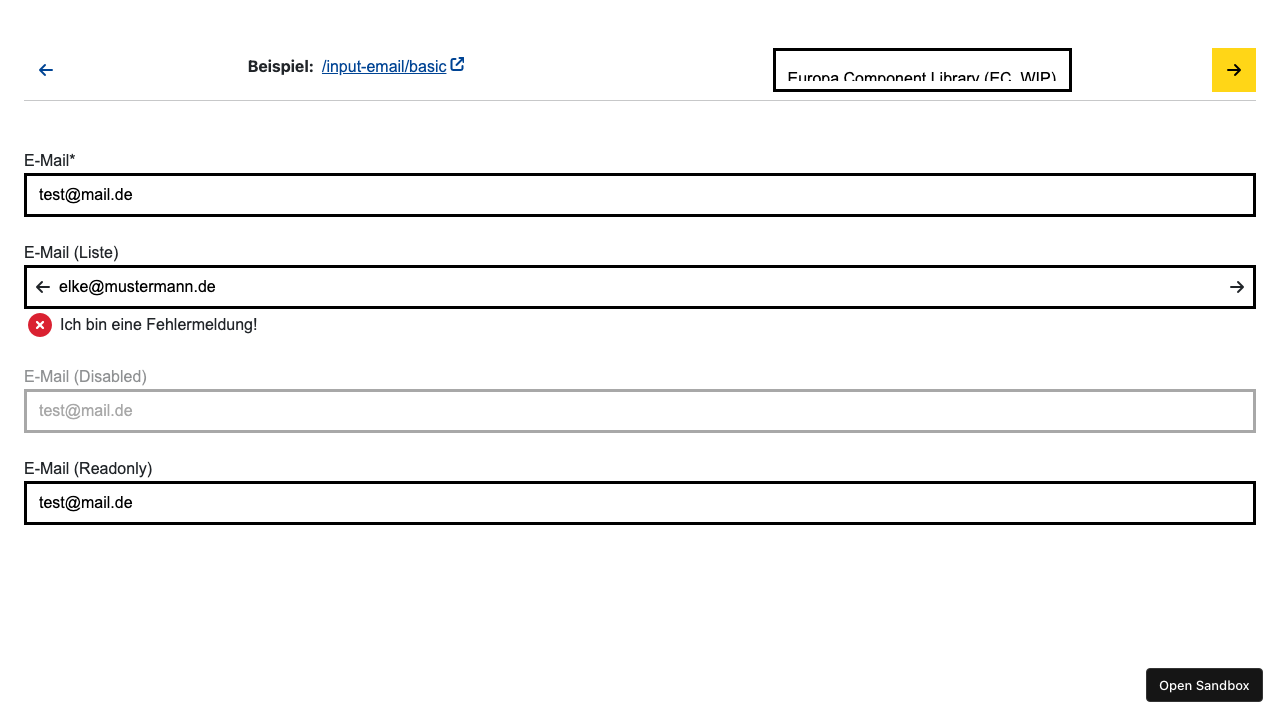 Beispiel: /input-email/basic
Europa Component Library (EC, WIP)
E-Mail*
test@mail.de
E-Mail (Liste)
elke@mustermann.de
Ich bin eine Fehlermeldung!
E-Mail (Disabled)
test@mail.de
E-Mail (Readonly)
test@mail.de
Open Sandbox